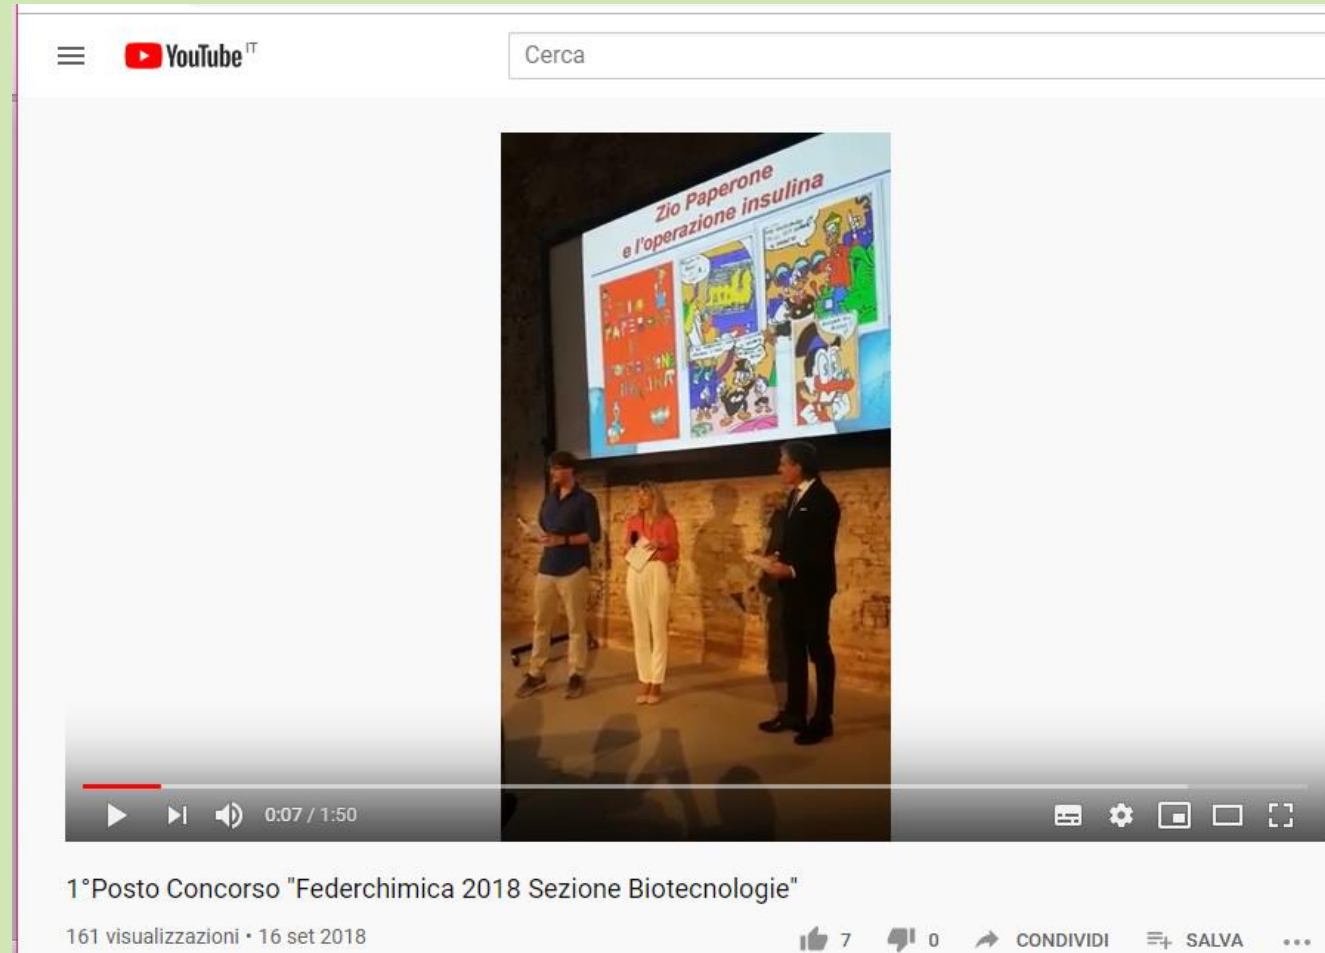 YouTube IT
Cerca
Zio Paperone
e l'operazione insulina
0:07 / 1:50
1°Posto Concorso "Federchimica 2018 Sezione Biotecnologie"
161 visualizzazioni • 16 set 2018
7 0 CONDIVIDI SALVA